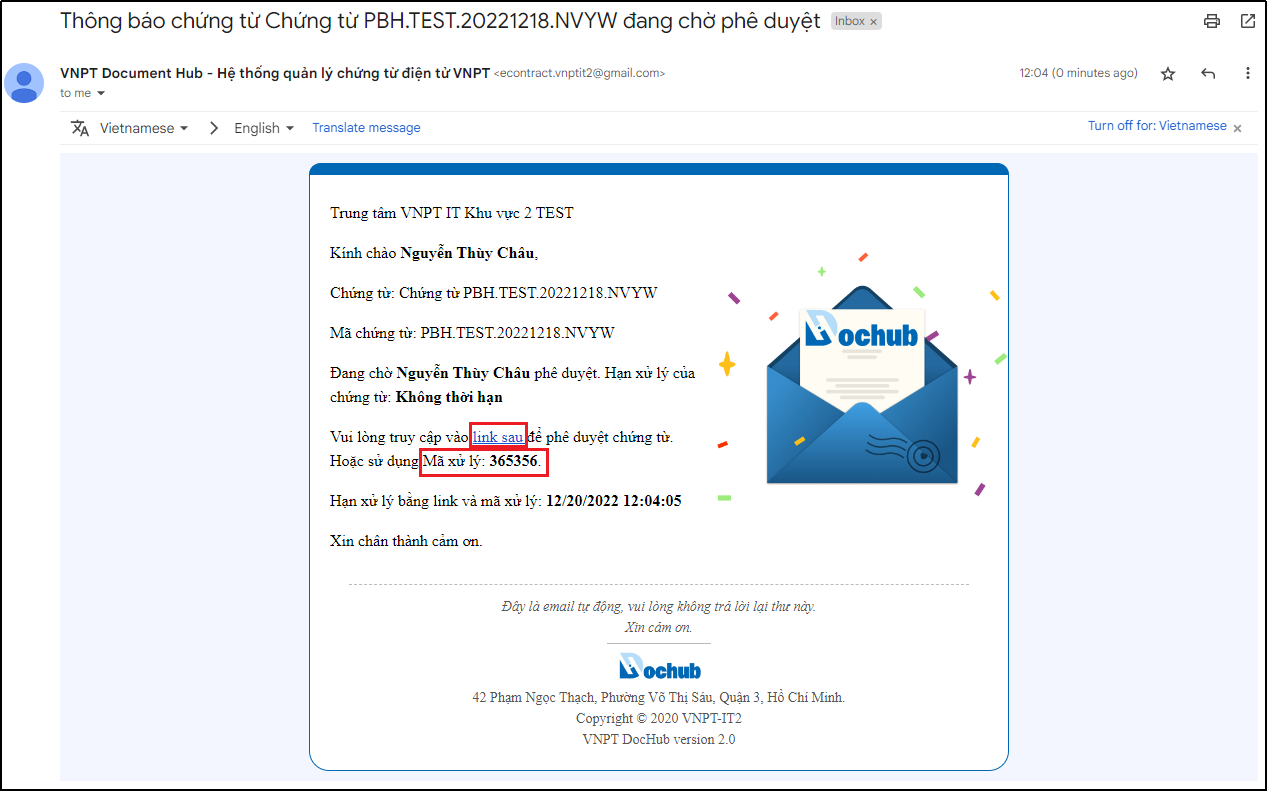 Thông báo chứng từ Chứng từ PBH.TEST.20221218.NVYW đang chờ phê duyệt Inbox ×
VNPT Document Hub - Hệ thống quản lý chứng từ điện tử VNPT <econtract.vnptit2@gmail.com> 12:04 (0 minutes ago)
to me
Vietnamese > English Translate message Turn off for: Vietnamese ×
Trung tâm VNPT IT Khu vực 2 TEST
Kính chào Nguyễn Thùy Châu,
Chứng từ: Chứng từ PBH.TEST.20221218.NVYW
Mã chứng từ: PBH.TEST.20221218.NVYW
Đang chờ Nguyễn Thùy Châu phê duyệt. Hạn xử lý của
chứng từ: Không thời hạn
Vui lòng truy cập vào link sau để phê duyệt chứng từ.
Hoặc sử dụng Mã xử lý: 365356.
Hạn xử lý bằng link và mã xử lý: 12/20/2022 12:04:05
Xin chân thành cảm ơn.
Dochub
Đây là email tự động, vui lòng không trả lời lại thư này.
Xin cảm ơn.
Dochub
42 Phạm Ngọc Thạch, Phường Võ Thị Sáu, Quận 3, Hồ Chí Minh.
Copyright © 2020 VNPT-IT2
VNPT DocHub version 2.0